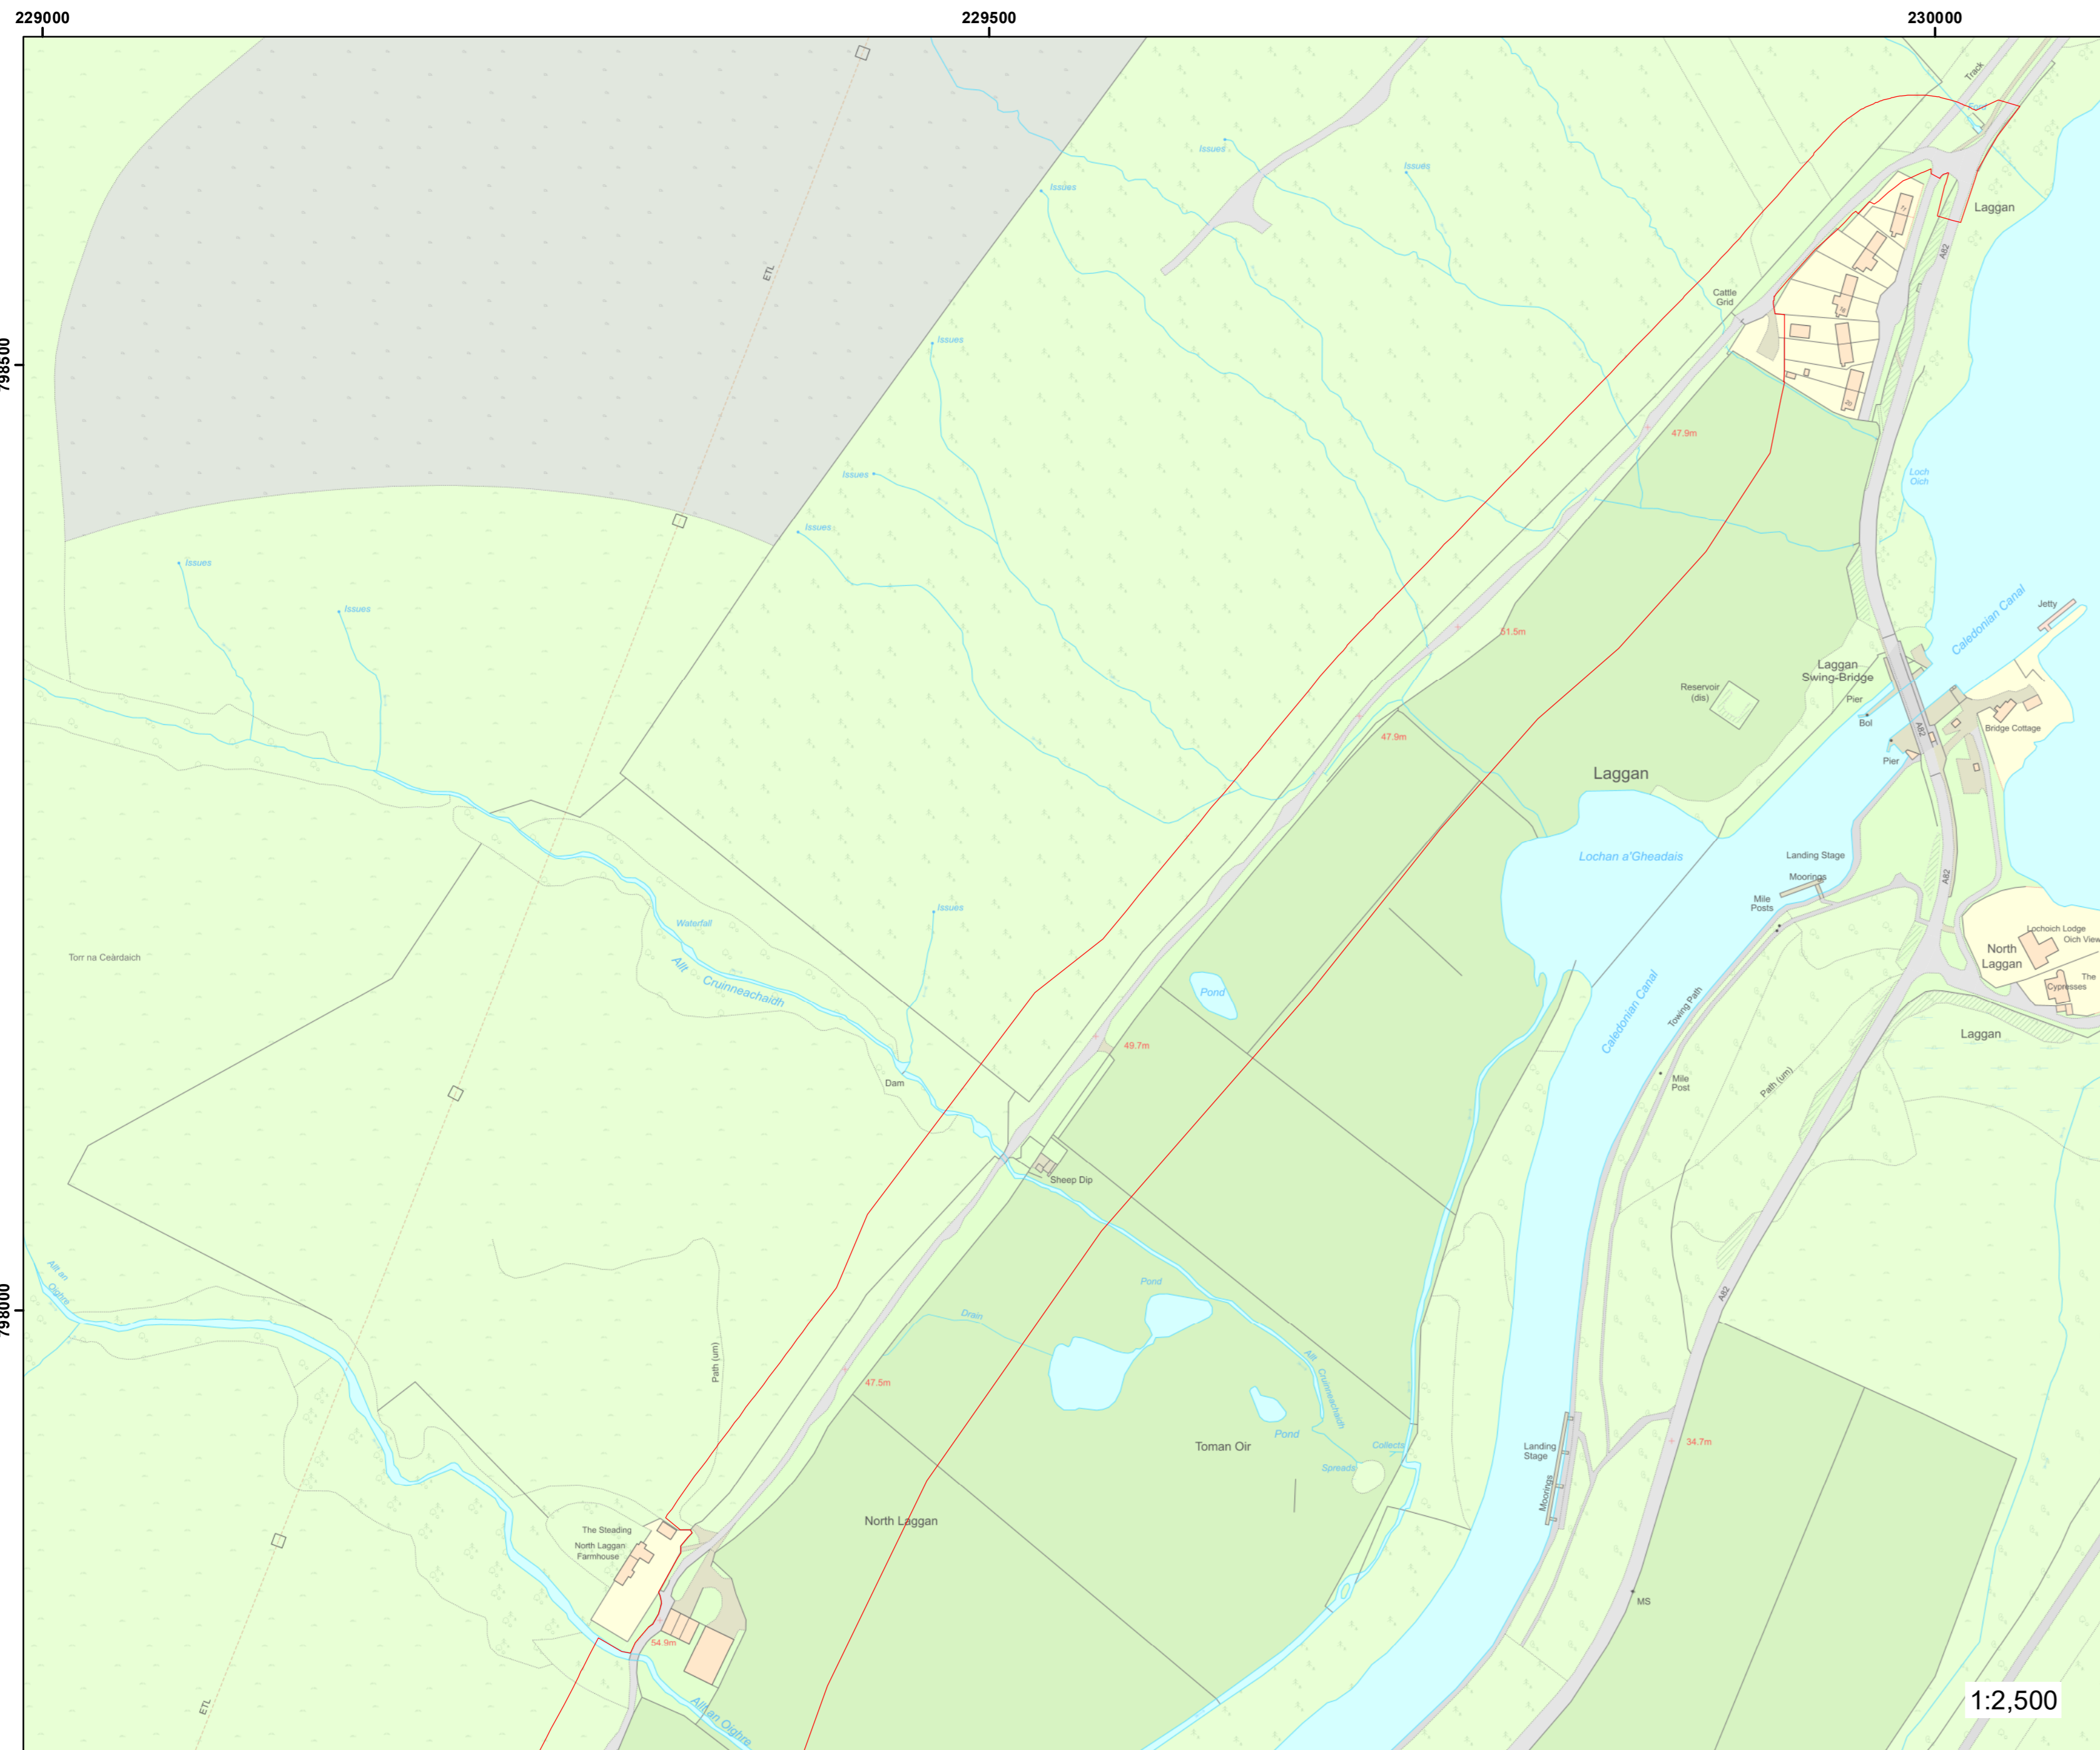 229000
229500
230000
798500
798000
Track
Ford
Issues
Issues
Issues
Laggan
A82
ETL
Cattle
Grid
Issues
47.9m
Issues
Loch
Oich
Issues
Issues
Issues
Caledonian Canal
Jetty
51.5m
Laggan
Swing-Bridge
Reservoir
(dis)
Pier
Bol
A82
Bridge Cottage
47.9m
Pier
Laggan
Lochan a'Gheadais
Landing Stage
Moorings
A82
Mile
Posts
Issues
Waterfall
Torr na Ceàrdaich
Allt
Cruinneachaidh
Lochoich Lodge
Oich View
North
Laggan
The
Cypresses
Pond
Towing Path
Caledonian Canal
Laggan
49.7m
Dam
Mile
Post
Path (um)
Sheep Dip
Allt an
Oighre
Pond
Drain
A82
Path (um)
47.5m
Allt
Cruinneachaidh
Pond
Toman Oir
Collects
Spreads
Landing
Stage
Moorings
34.7m
North Laggan
The Steading
North Laggan
Farmhouse
54.9m
MS
ETL
Allt an Oighre
1:2,500